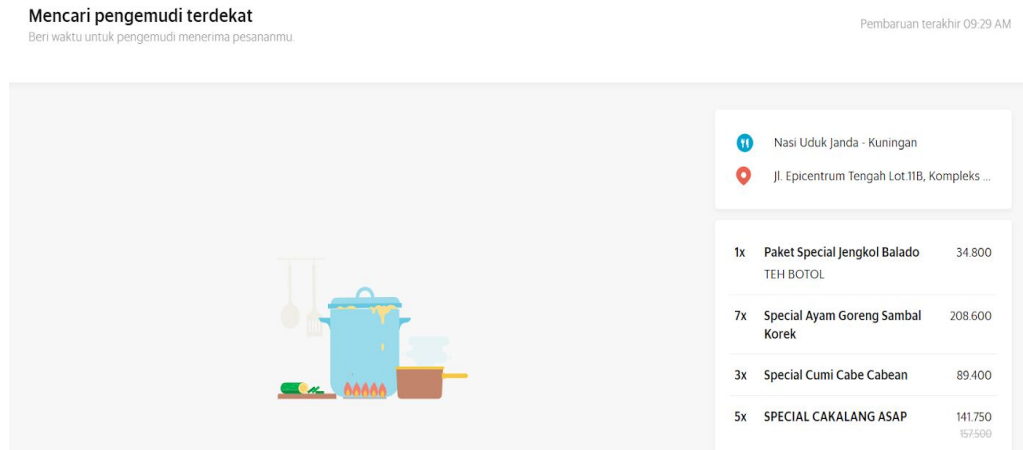 Mencari pengemudi terdekat
Beri waktu untuk pengemudi menerima pesananmu.
Pembaruan terakhir 09:29 AM
Nasi Uduk Janda - Kuningan
Jl. Epicentrum Tengah Lot.11B, Kompleks ...
1x Paket Special Jengkol Balado 34.800
TEH BOTOL
7x Special Ayam Goreng Sambal 208.600
Korek
3x Special Cumi Cabe Cabean 89.400
5x SPECIAL CAKALANG ASAP 141.750
157.500